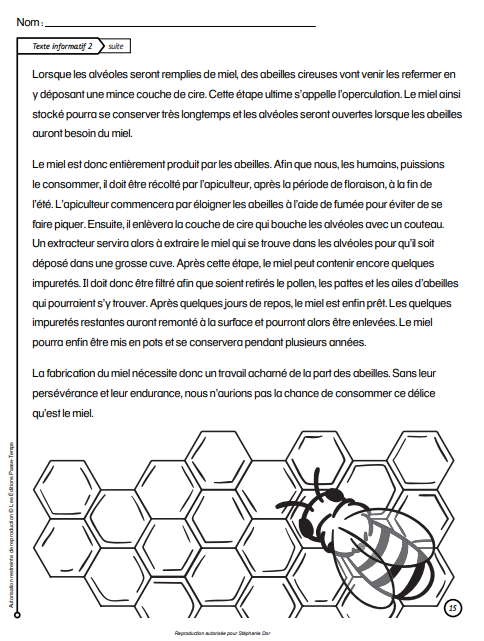 Nom :
Texte informatif 2
suite
Lorsque les alvéoles seront remplies de miel, des abeilles cireuses vont venir les refermer en
y déposant une mince couche de cire. Cette étape ultime s'appelle l'operculation. Le miel ainsi
stocké pourra se conserver très longtemps et les alvéoles seront ouvertes lorsque les abeilles
auront besoin du miel.
Le miel est donc entièrement produit par les abeilles. Afin que nous, les humains, puissions
le consommer, il doit être récolté par l'apiculteur, après la période de floraison, à la fin de
l'été. L'apiculteur commencera par éloigner les abeilles à l'aide de fumée pour éviter de se
faire piquer. Ensuite, il enlèvera la couche de cire qui bouche les alvéoles avec un couteau.
Un extracteur servira alors à extraire le miel qui se trouve dans les alvéoles pour qu'il soit
déposé dans une grosse cuve. Après cette étape, le miel peut contenir encore quelques
impuretés. Il doit donc être filtré afin que soient retirés le pollen, les pattes et les ailes d'abeilles
qui pourraient s'y trouver. Après quelques jours de repos, le miel est enfin prêt. Les quelques
impuretés restantes auront remonté à la surface et pourront alors être enlevées. Le miel
pourra enfin être mis en pots et se conservera pendant plusieurs années.
La fabrication du miel nécessite donc un travail acharné de la part des abeilles. Sans leur
persévérance et leur endurance, nous n'aurions pas la chance de consommer ce délice
qu'est le miel.
Autorisation restreinte de reproduction © Les Éditions Passe-Temps
15
Reproduction autorisée pour Stéphanie Dor